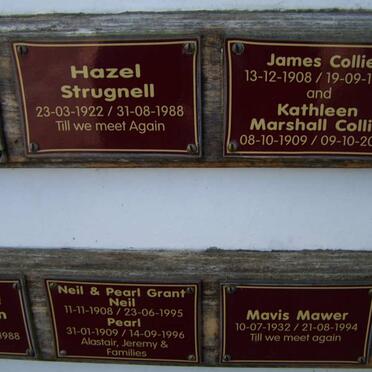 Hazel
Strugnell
23-03-1922 / 31-08-1988
Till we meet Again
James Collie
13-12-1908 / 19-09-1
and
Kathleen
Marshall Colli
08-10-1909 / 09-10-20
n
988
Neil & Pearl Grant
Neil
11-11-1908 / 23-06-1995
Pearl
31-01-1909 / 14-09-1996
Alastair, Jeremy &
Families
Mavis Mawer
10-07-1932 / 21-08-1994
Till we meet again